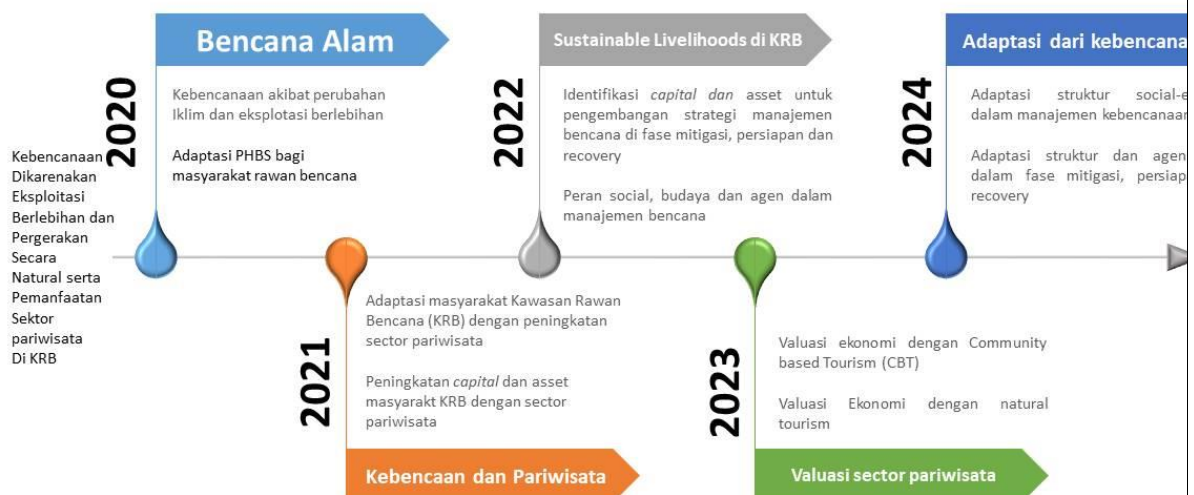 Kebencanaan
Dikarenakan
Eksploitasi
Berlebihan dan
Pergerakan
Secara
Natural serta
Pemanfaatan
Sektor
pariwisata
Di KRB
2020
Bencana Alam
Kebencanaan akibat perubahan
Iklim dan eksplotasi berlebihan
Adaptasi PHBS bagi
masyarakat rawan bencana
2021
Adaptasi masyarakat Kawasan Rawan
Bencana (KRB) dengan peningkatan
sector pariwisata
Peningkatan capital dan asset
masyarakt KRB dengan sector
pariwisata
Kebencaan dan Pariwisata
2022
Sustainable Livelihoods di KRB
Identifikasi capital dan asset untuk
pengembangan strategi manajemen
bencana di fase mitigasi, persiapan dan
recovery
Peran social, budaya dan agen dalam
manajemen bencana
2023
Valuasi ekonomi dengan Community
based Tourism (CBT)
Valuasi Ekonomi dengan natural
tourism
Valuasi sector pariwisata
2024
Adaptasi dari kebencana
Adaptasi struktur social-e
dalam manajemen kebencanaan
Adaptasi struktur dan agen
dalam fase mitigasi, persiap
recovery